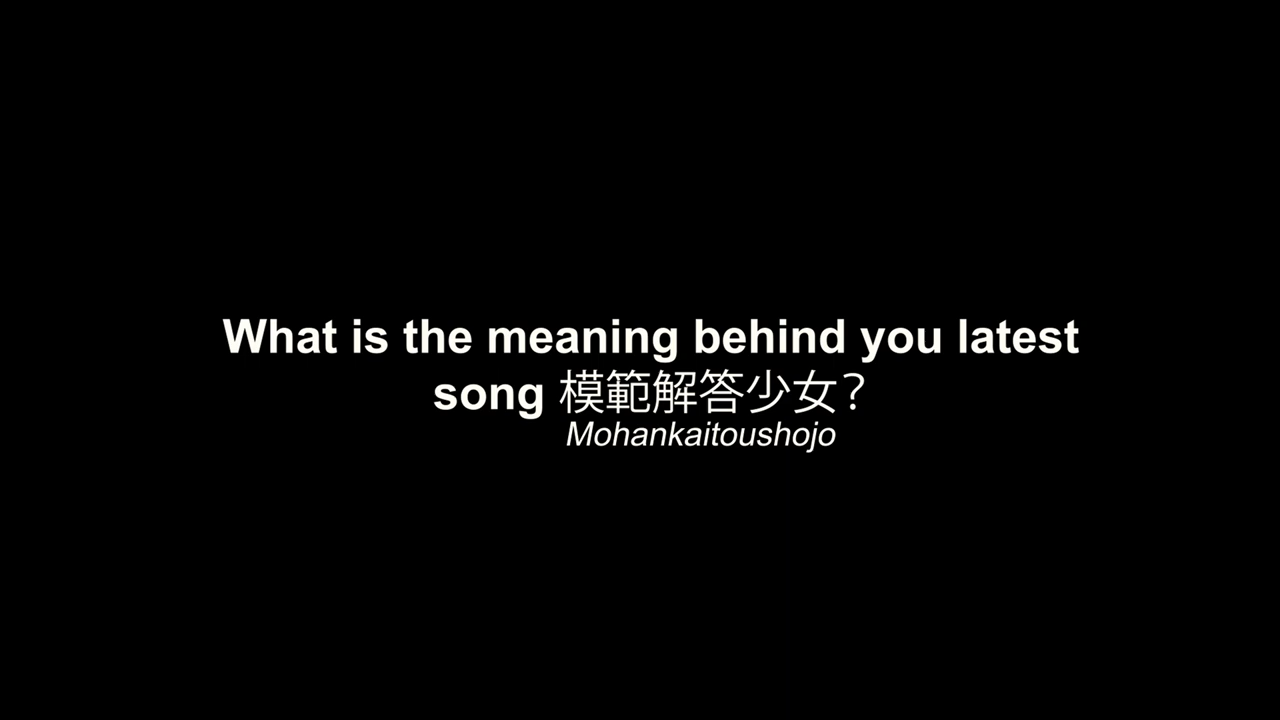 What is the meaning behind you latest
song 模範解答少女？
Mohankaitoushojo